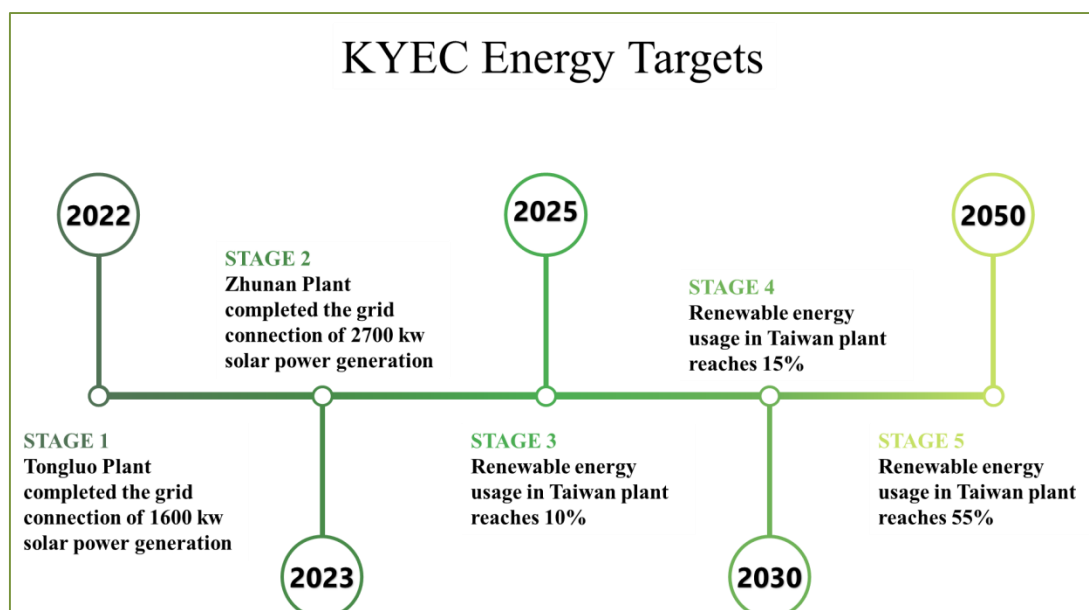 KYEC Energy Targets
2022
STAGE 1
Tongluo Plant
completed the grid
connection of 1600 kw
solar power generation
STAGE 2
Zhunan Plant
completed the grid
connection of 2700 kw
solar power generation
2023
2025
STAGE 3
Renewable energy
usage in Taiwan plant
reaches 10%
STAGE 4
Renewable energy
usage in Taiwan plant
reaches 15%
2030
2050
STAGE 5
Renewable energy
usage in Taiwan plant
reaches 55%